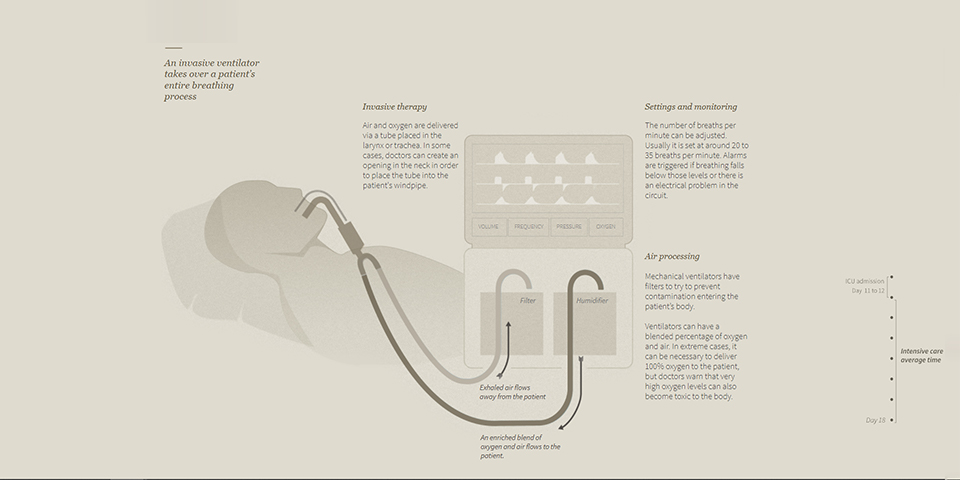 An invasive ventilator
takes over a patient's
entire breathing
process
Invasive therapy
Air and oxygen are delivered
via a tube placed in the
larynx or trachea. In some
cases, doctors can create an
opening in the neck in order
to place the tube into the
patient's windpipe.
Settings and monitoring
The number of breaths per
minute can be adjusted.
Usually it is set at around 20 to
35 breaths per minute. Alarms
are triggered if breathing falls
below those levels or there is
an electrical problem in the
circuit.
VOLUME FREQUENCY PRESSURE OXYGEN
Air processing
Mechanical ventilators have
filters to try to prevent
contamination entering the
patient's body.
Ventilators can have a
blended percentage of oxygen
and air. In extreme cases, it
can be necessary to deliver
100% oxygen to the patient,
but doctors warn that very
high oxygen levels can also
become toxic to the body.
Filter
Humidifier
Exhaled air flows
away from the patient
An enriched blend of
oxygen and air flows to the
patient.
ICU admission
Day 11 to 12
Intensive care
average time
Day 18